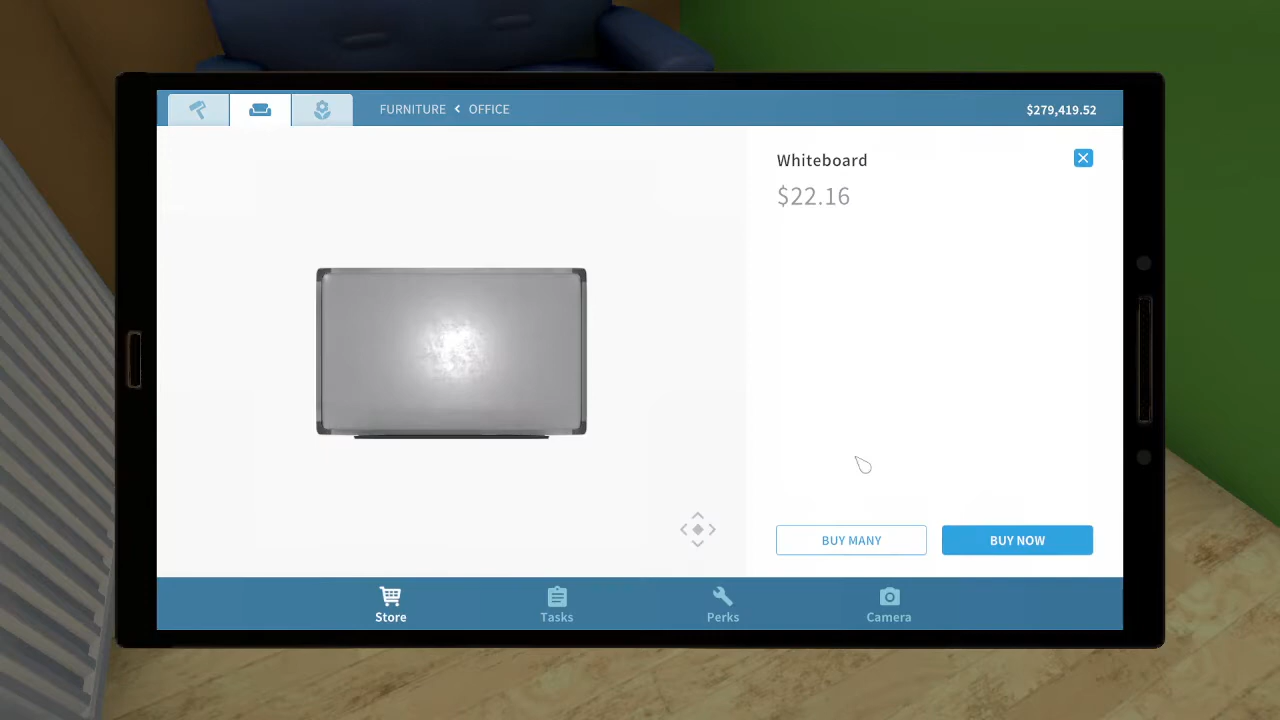 FURNITURE < OFFICE
$279,419.52
Whiteboard
$22.16
BUY MANY
BUY NOW
Store
Tasks
Perks
Camera